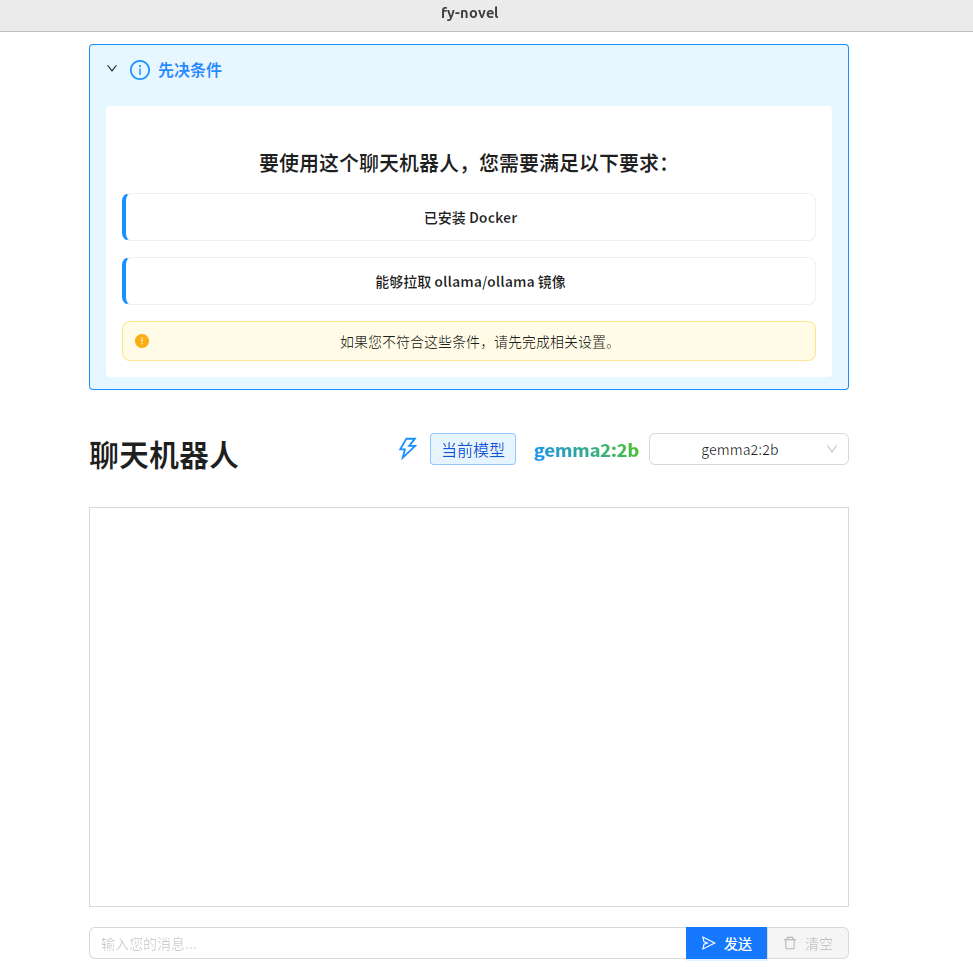 fy-novel
先决条件
要使用这个聊天机器人，您需要满足以下要求：
已安装 Docker
能够拉取 ollama/ollama 镜像
如果您不符合这些条件，请先完成相关设置。
聊天机器人 当前模型 gemma2:2b gemma2:2b
输入您的消息... 发送 清空